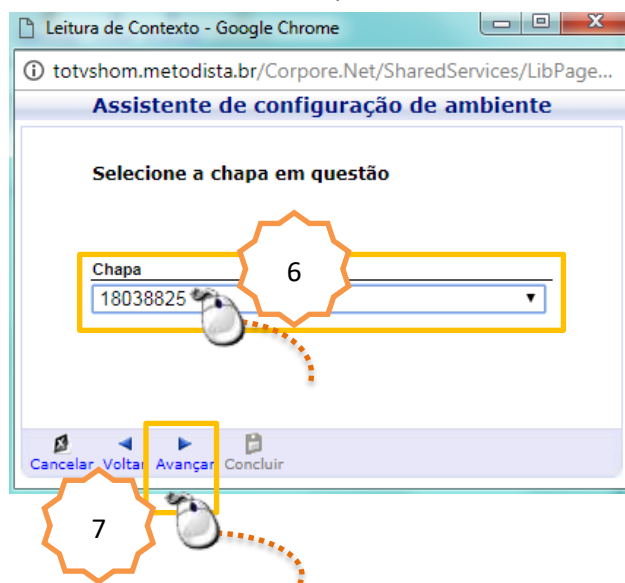 Leitura de Contexto - Google Chrome
totvshom.metodista.br/Corpore.Net/SharedServices/LibPage...
Assistente de configuração de ambiente
Selecione a chapa em questão
Chapa
6
18038825
Cancelar Voltar Avançar Concluir
7